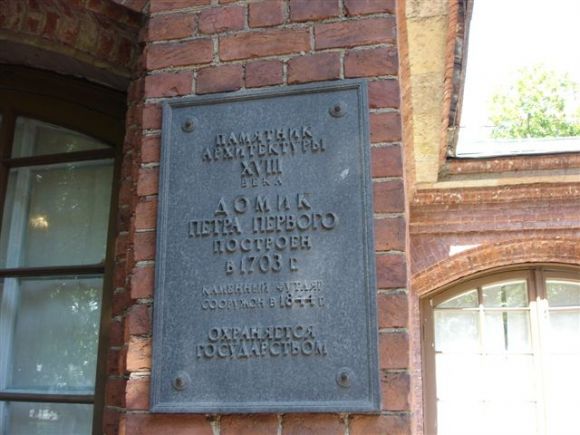 ПАМЯТНИК
АРХИТЕКТУРЫ
XVIII
ВЕКА
ДОМИК
ПЕТРА ПЕРВОГО
ПОСТРОЕН
В 1703 Г.
КАМЕННЫЙ ФУТЛЯР
СООРУЖЕН В 1844 Г.
ОХРАНЯЕТСЯ
ГОСУДАРСТВОМ